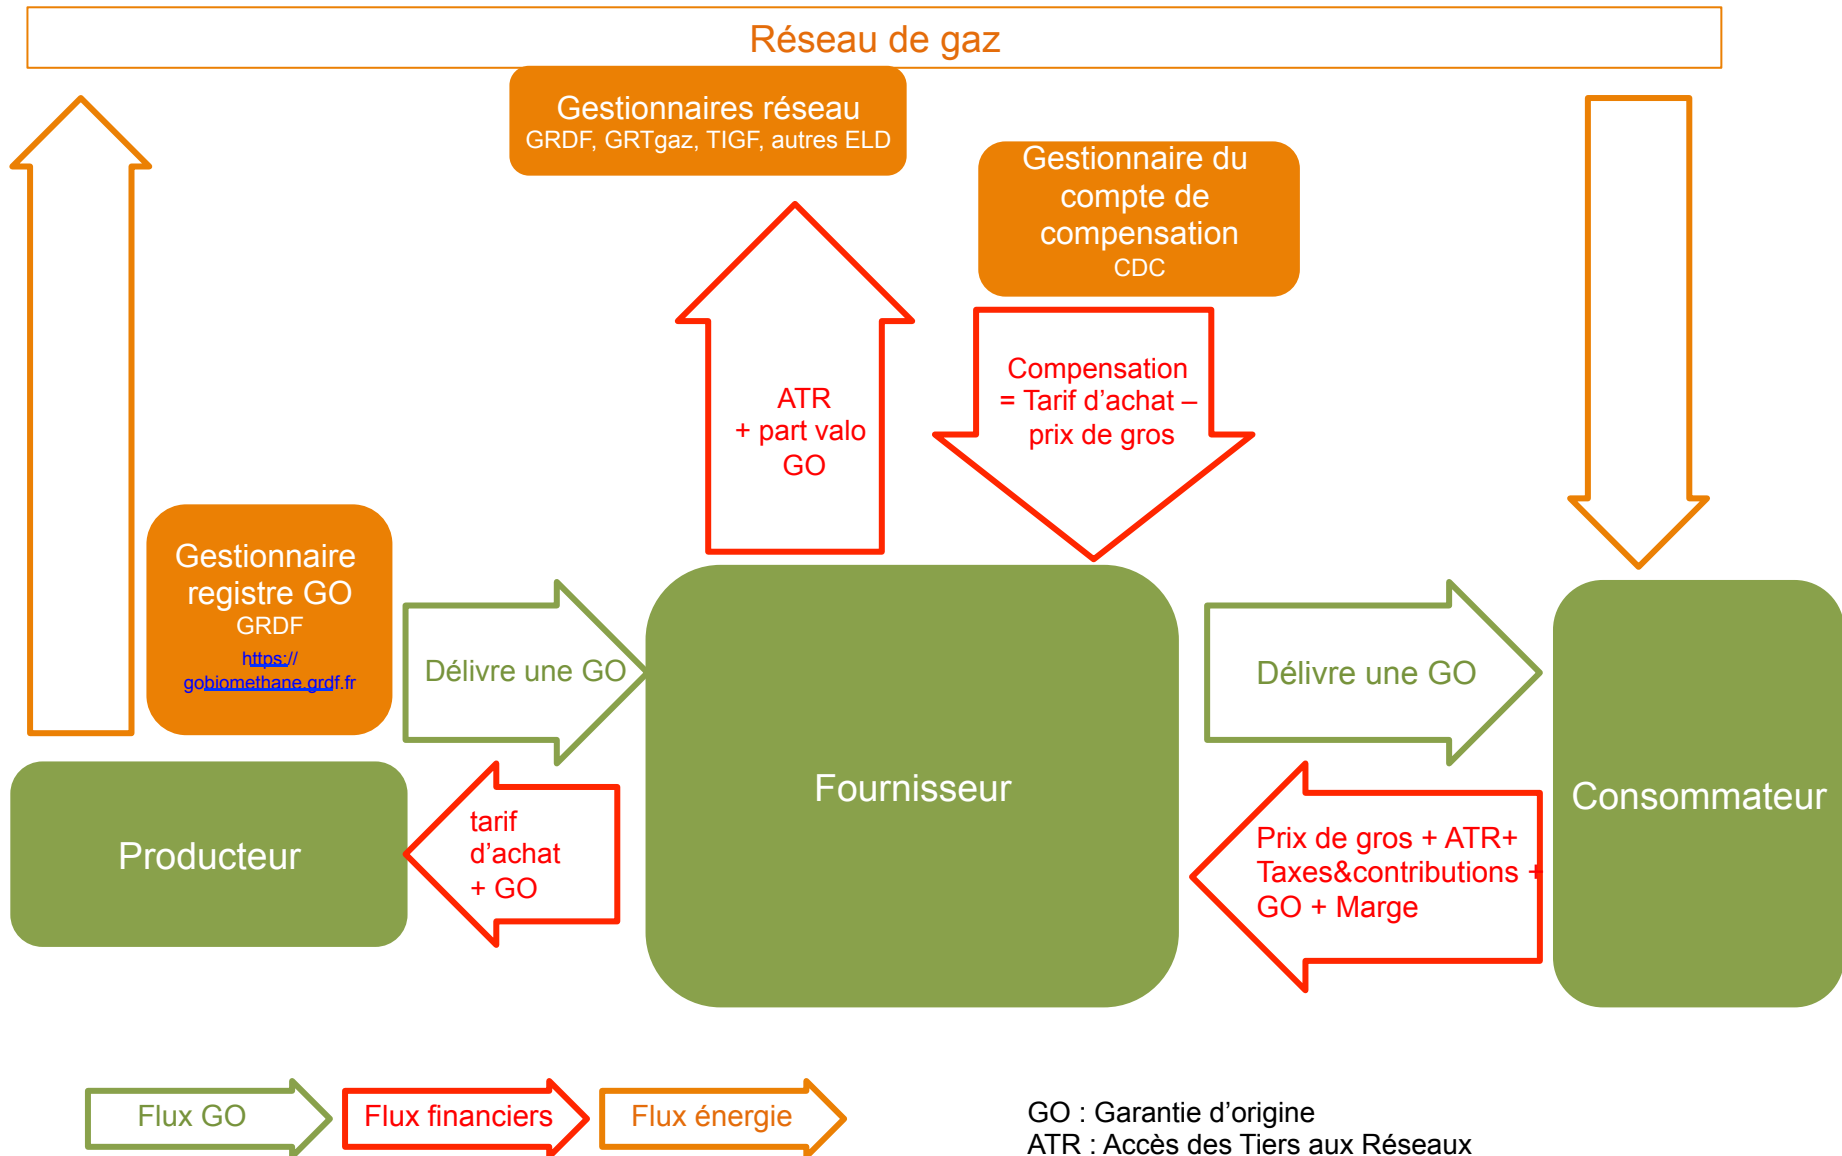 Réseau de gaz
Gestionnaires réseau
GRDF, GRTgaz, TIGF, autres ELD
Gestionnaire du
compte de
compensation
CDC
ATR
+ part valo
GO
Compensation
= Tarif d’achat –
prix de gros
Gestionnaire
registre GO
GRDF
https://
gobiomethane.grdf.fr
Délivre une GO
Délivre une GO
Producteur
tarif
d’achat
+ GO
Fournisseur
Prix de gros + ATR+
Taxes&contributions +
GO + Marge
Consommateur
Flux GO
Flux financiers
Flux énergie
GO : Garantie d’origine
ATR : Accès des Tiers aux Réseaux